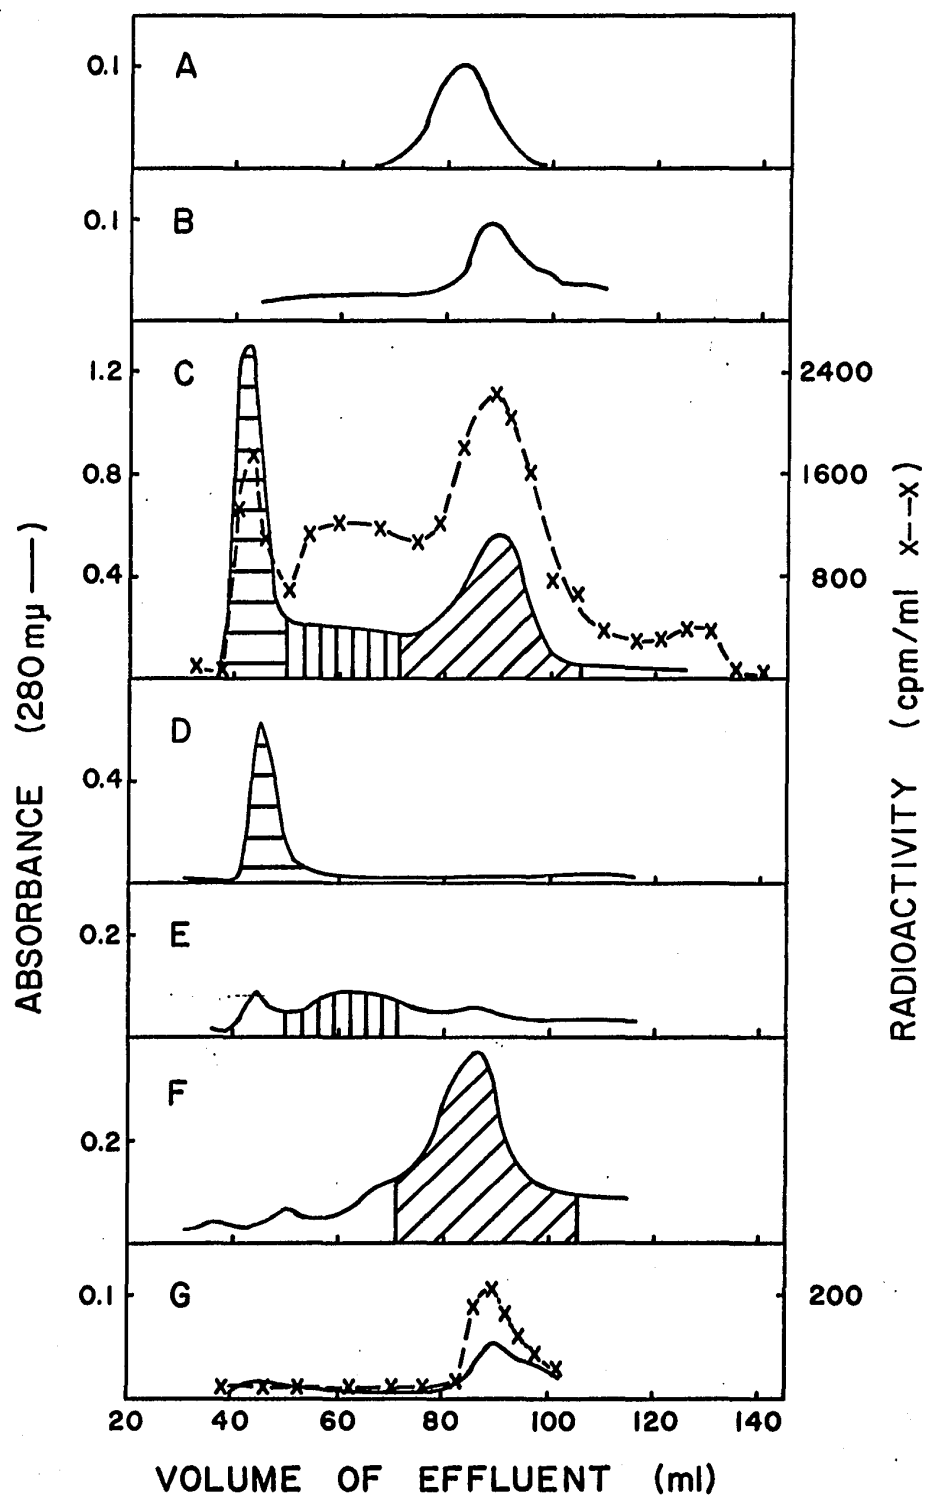 0.1 A
0.1 B
1.2 C 2400
1.0
0.8 1600
0.4 800
D
0.4
0.2 E
F
0.2
0.1 G 200
20 40 60 80 100 120 140
VOLUME OF EFFLUENT (ml)
ABSORBANCE (280 mμ ——)
RADIOACTIVITY (cpm/ml x--x)